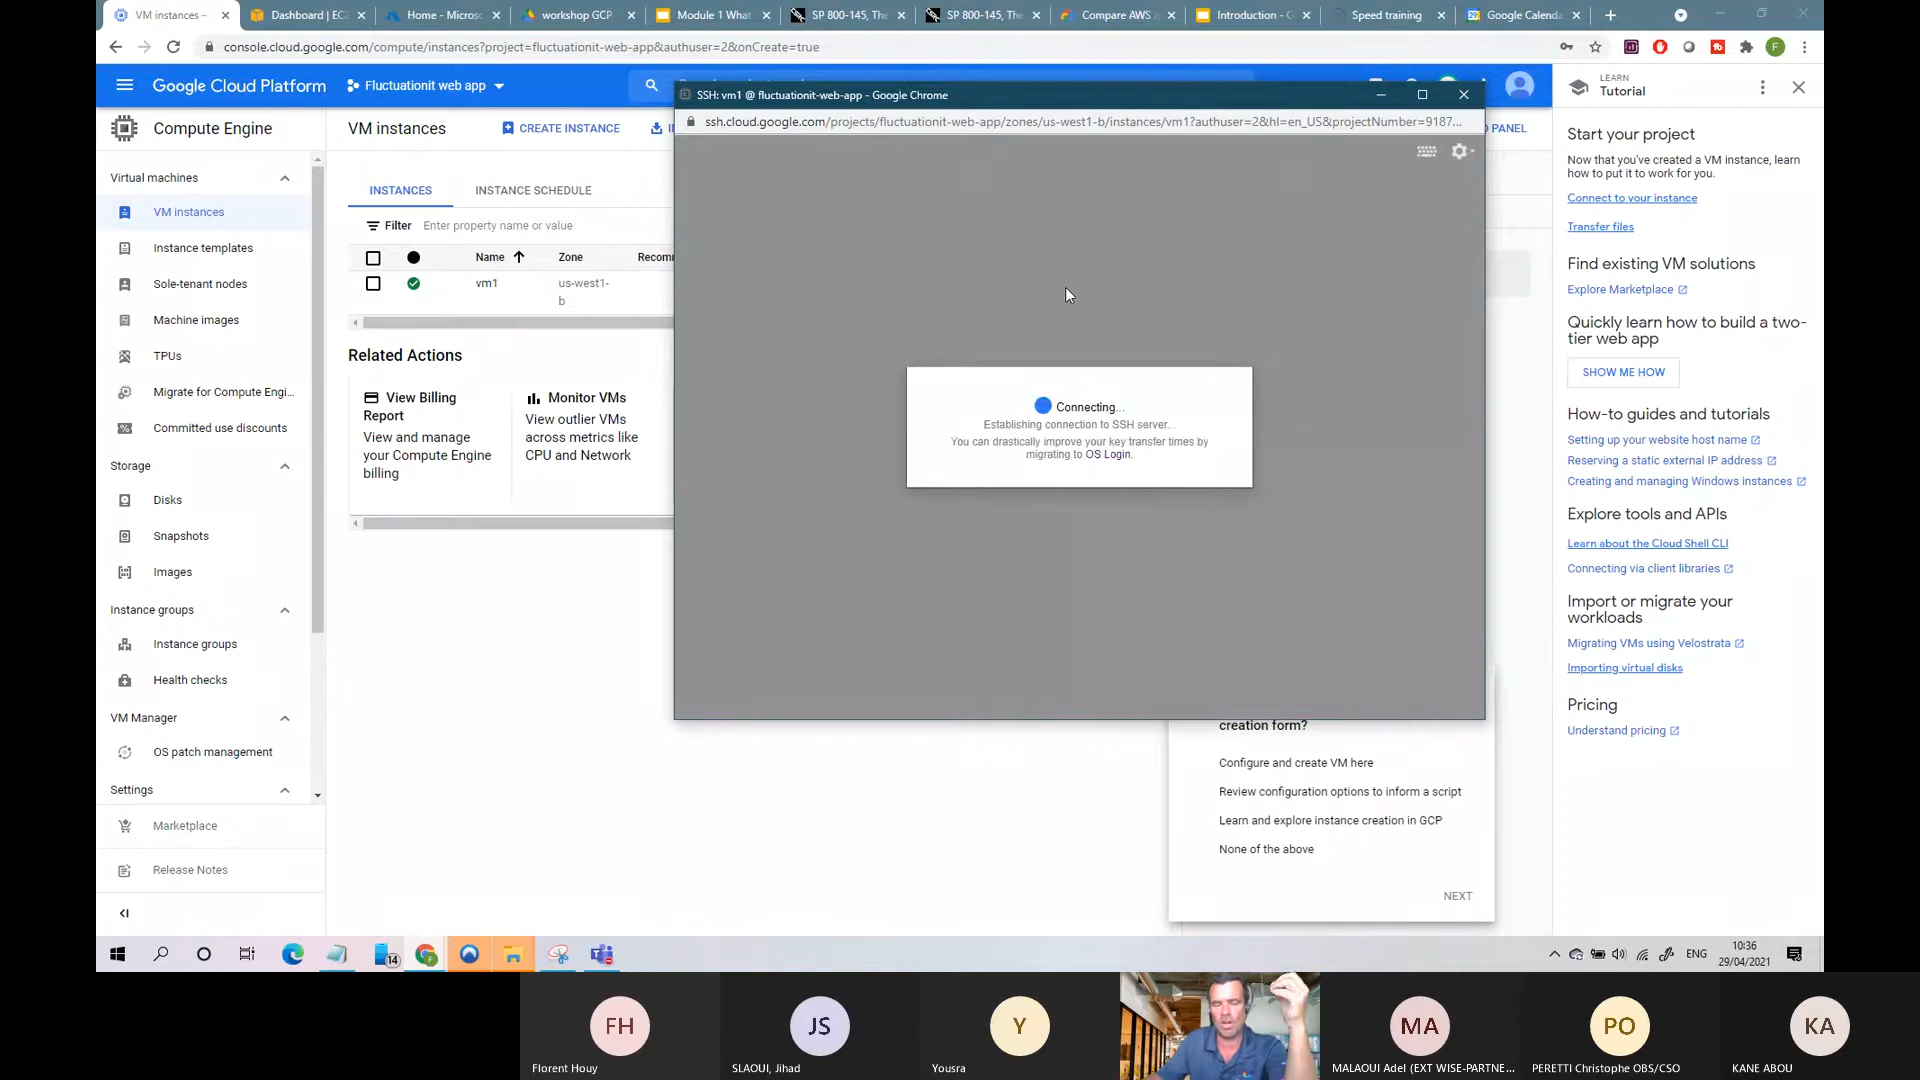 VM instances –
Dashboard | EC
Home - Micros
workshop GCP
Module 1 What
SP 800-145, The
SP 800-145, The
Compare AWS
Introduction - C
Speed training
Google Calend
console.cloud.google.com/compute/instances?project=fluctuationit-web-app&authuser=2&onCreate=true
F
Google Cloud Platform
Fluctuationit web app
LEARN
Tutorial
Compute Engine
VM instances
CREATE INSTANCE
SSH: vm1 @ fluctuationit-web-app - Google Chrome
ssh.cloud.google.com/projects/fluctuationit-web-app/zones/us-west1-b/instances/vm1?authuser=2&hl=en_US&projectNumber=9187...
PANEL
Virtual machines
VM instances
Instance templates
Sole-tenant nodes
Machine images
TPUs
Migrate for Compute Engi...
Committed use discounts
Storage
Disks
Snapshots
Images
Instance groups
Instance groups
Health checks
VM Manager
OS patch management
Settings
Marketplace
Release Notes
INSTANCES
INSTANCE SCHEDULE
Filter
Enter property name or value
Name
Zone
Recomm
vm1
us-west1-
b
Related Actions
View Billing
Report
View and manage
your Compute Engine
billing
Monitor VMs
View outlier VMs
across metrics like
CPU and Network
Connecting...
Establishing connection to SSH server...
You can drastically improve your key transfer times by
migrating to OS Login.
creation form?
Configure and create VM here
Review configuration options to inform a script
Learn and explore instance creation in GCP
None of the above
NEXT
Start your project
Now that you've created a VM instance, learn
how to put it to work for you.
Connect to your instance
Transfer files
Find existing VM solutions
Explore Marketplace
Quickly learn how to build a two-
tier web app
SHOW ME HOW
How-to guides and tutorials
Setting up your website host name
Reserving a static external IP address
Creating and managing Windows instances
Explore tools and APIs
Learn about the Cloud Shell CLI
Connecting via client libraries
Import or migrate your
workloads
Migrating VMs using Velostrata
Importing virtual disks
Pricing
Understand pricing
14
ENG
10:36
29/04/2021
FH
JS
Y
MA
PO
KA
Florent Houy
SLAOUI, Jihad
Yousra
MALAOUI Adel (EXT WISE-PARTNE...
PERETTI Christophe OBS/CSO
KANE ABOU